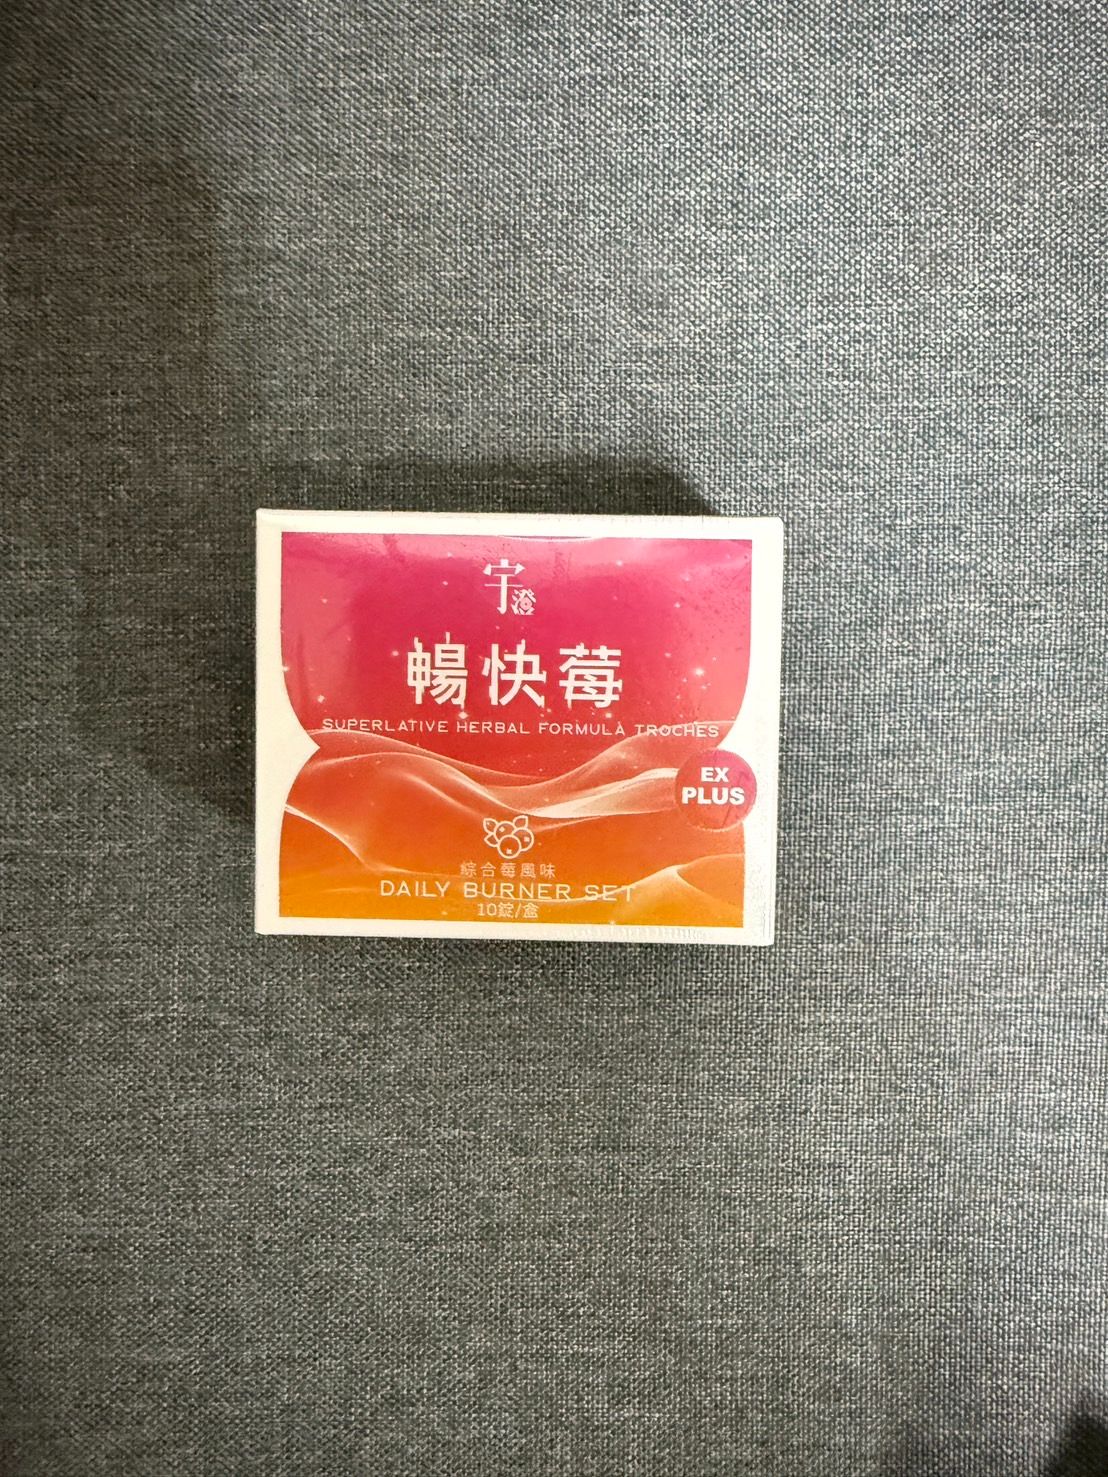 宇澄
暢快莓
SUPERLATIVE HERBAL FORMULA TROCHES
EX
PLUS
綜合莓風味
DAILY BURNER SET
10錠/盒